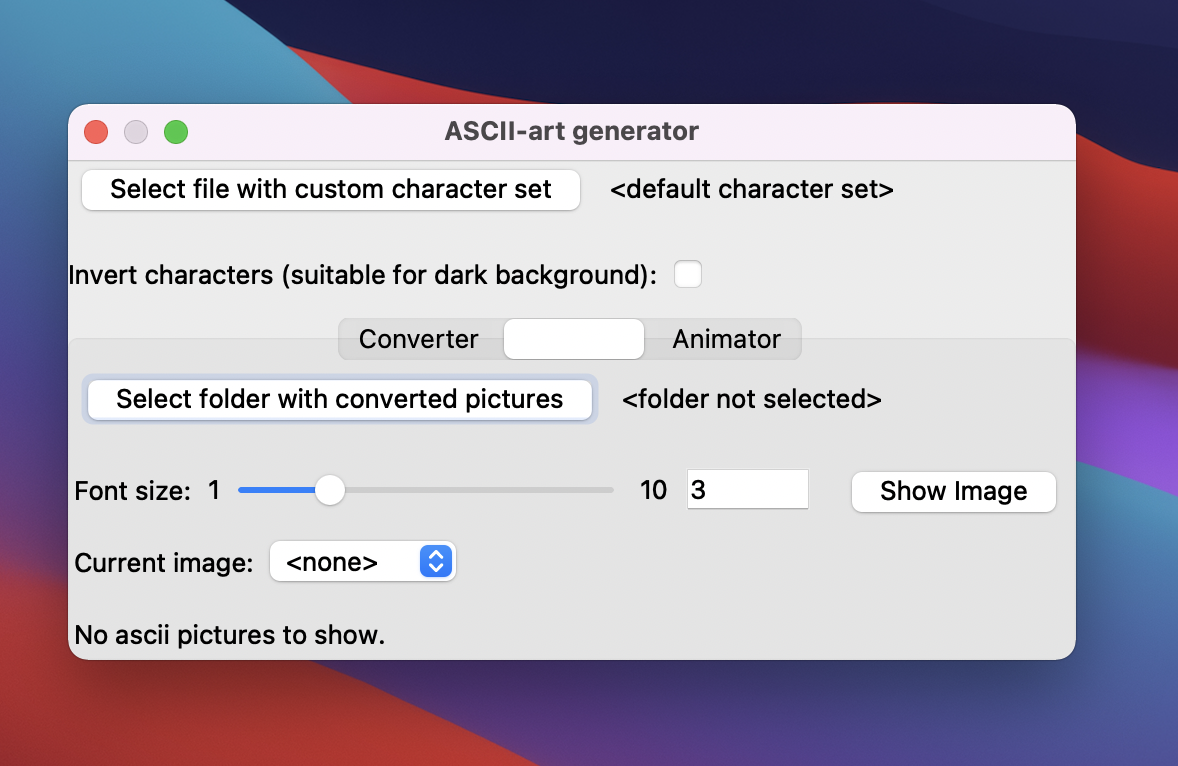 ASCII-art generator
Select file with custom character set <default character set>
Invert characters (suitable for dark background):
Converter Animator
Select folder with converted pictures <folder not selected>
Font size: 1 10 3 Show Image
Current image: <none>
No ascii pictures to show.